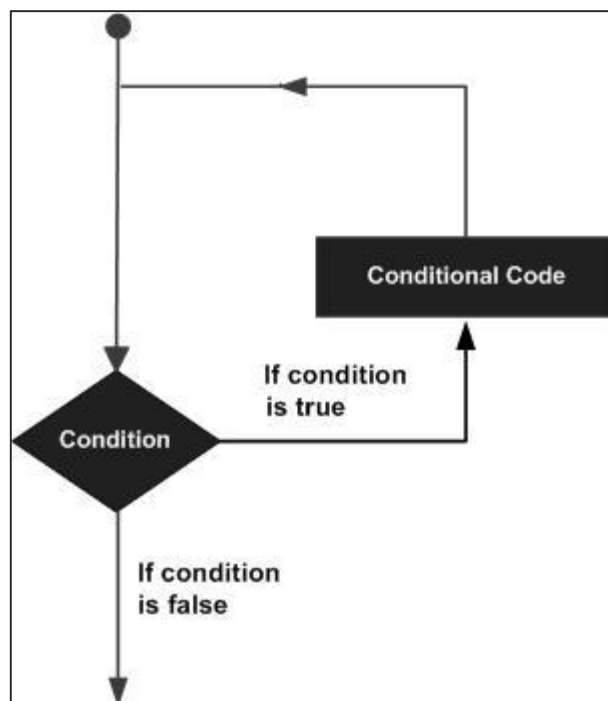 Conditional Code
If condition
is true
Condition
If condition
is false